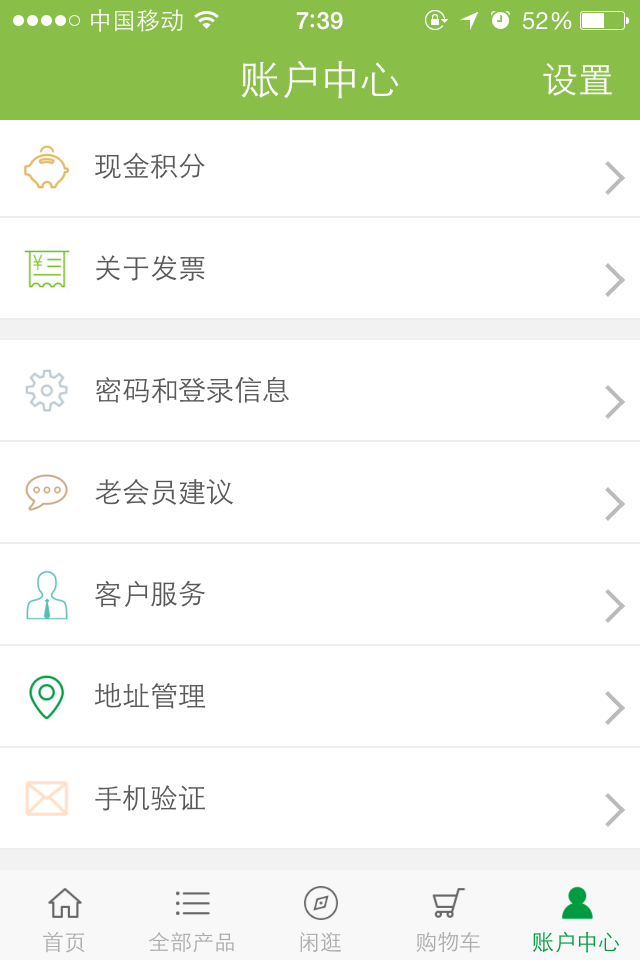 中国移动 7:39 52%
账户中心 设置
现金积分
¥
关于发票
密码和登录信息
老会员建议
客户服务
地址管理
手机验证
首页 全部产品 闲逛 购物车 账户中心